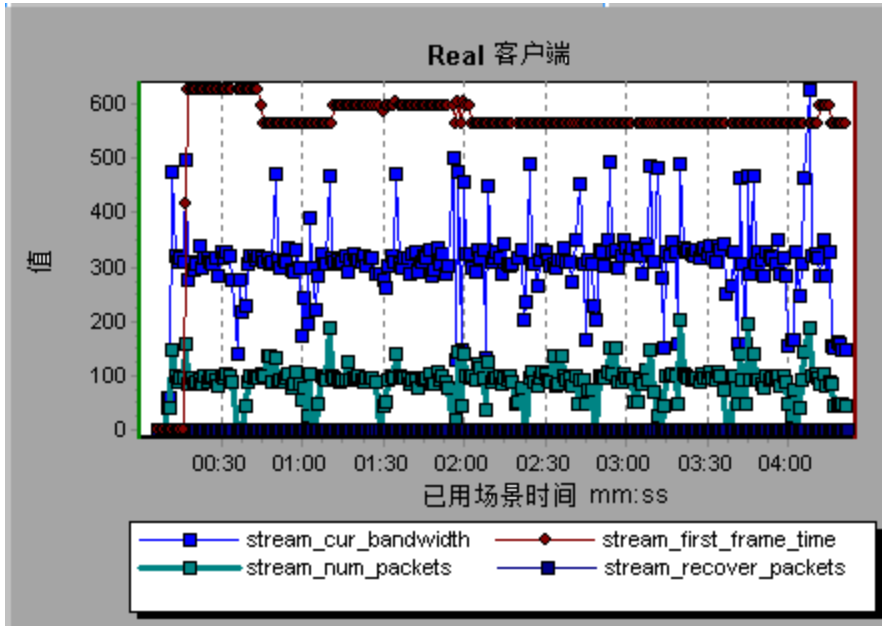 Real 客户端
600
500
400
300
200
100
0
值
00:30 01:00 01:30 02:00 02:30 03:00 03:30 04:00
已用场景时间 mm:ss
stream_cur_bandwidth stream_first_frame_time
stream_num_packets stream_recover_packets